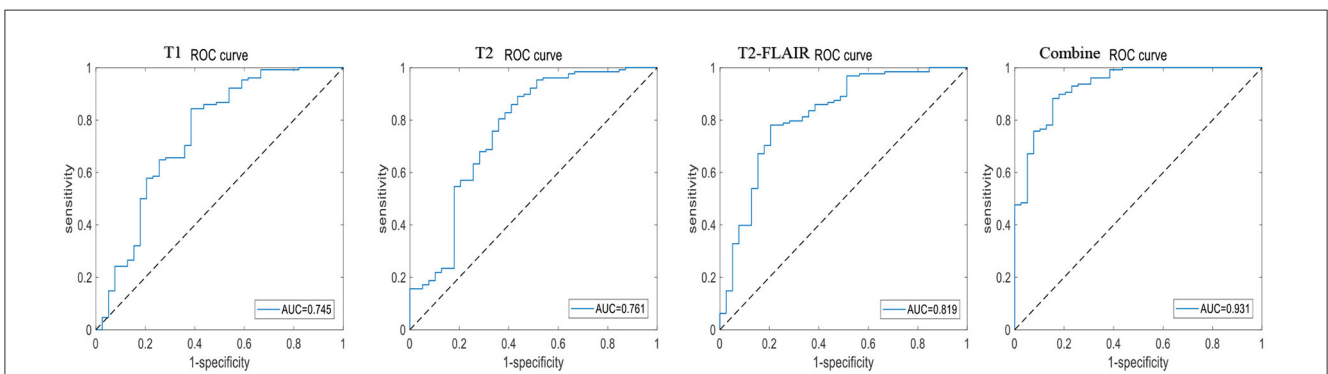 T1 ROC curve
1
0.8
0.6
0.4
0.2
0
sensitivity
0 0.2 0.4 0.6 0.8 1
1-specificity
AUC=0.745
T2 ROC curve
1
0.8
0.6
0.4
0.2
0
sensitivity
0 0.2 0.4 0.6 0.8 1
1-specificity
AUC=0.761
T2-FLAIR ROC curve
1
0.8
0.6
0.4
0.2
0
sensitivity
0 0.2 0.4 0.6 0.8 1
1-specificity
AUC=0.819
Combine ROC curve
1
0.8
0.6
0.4
0.2
0
sensitivity
0 0.2 0.4 0.6 0.8 1
1-specificity
AUC=0.931